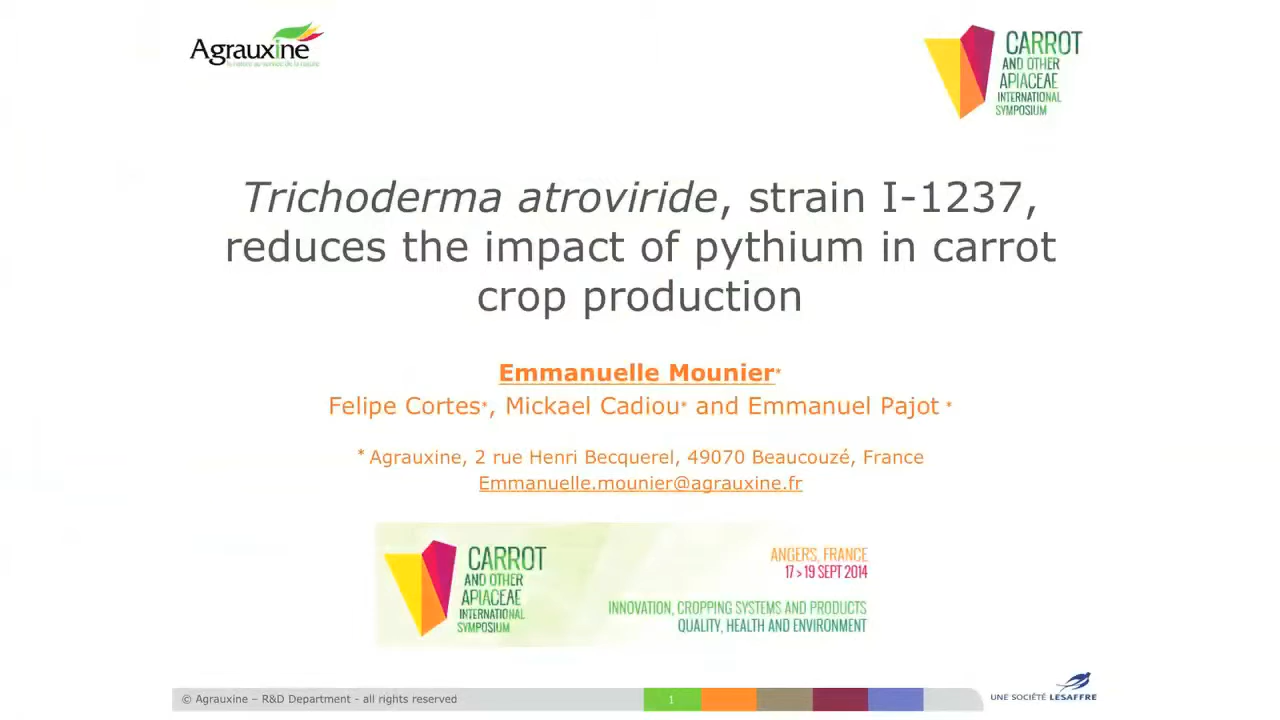 Agrauxine
CARROT
AND OTHER
APIACEAE
INTERNATIONAL
SYMPOSIUM
Trichoderma atroviride, strain I-1237,
reduces the impact of pythium in carrot
crop production
Emmanuelle Mounier*
Felipe Cortes*, Mickael Cadiou* and Emmanuel Pajot *
* Agrauxine, 2 rue Henri Becquerel, 49070 Beaucouzé, France
Emmanuelle.mounier@agrauxine.fr
CARROT
AND OTHER
APIACEAE
INTERNATIONAL
SYMPOSIUM
ANGERS, FRANCE
17 > 19 SEPT 2014
INNOVATION, CROPPING SYSTEMS AND PRODUCTS
QUALITY, HEALTH AND ENVIRONMENT
© Agrauxine – R&D Department - all rights reserved
1
UNE SOCIÉTÉ LESAFFRE